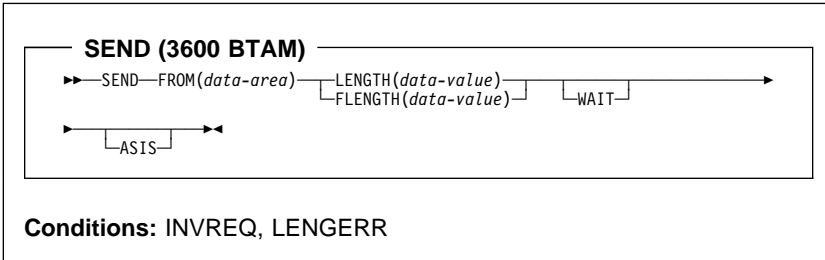 SEND (3600 BTAM)
SEND FROM(data-area) LENGTH(data-value)
FLENGTH(data-value) WAIT
ASIS
Conditions: INVREQ, LENGERR